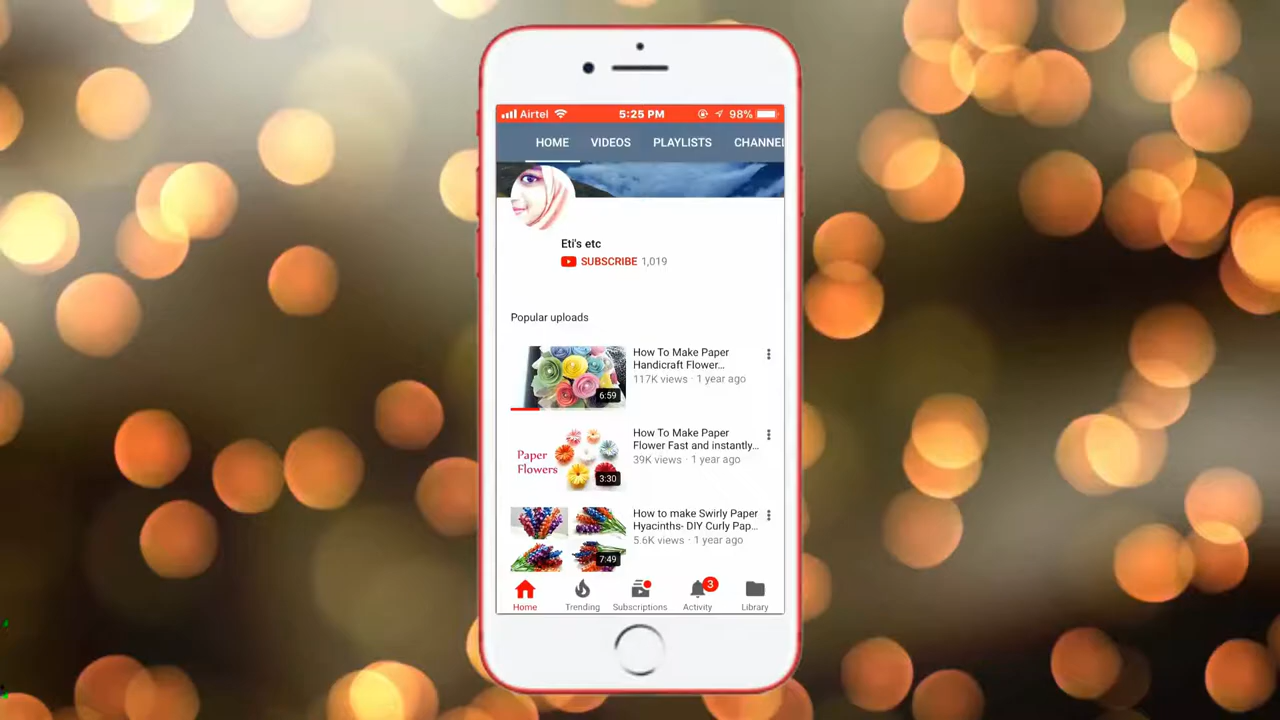 Airtel 5:25 PM 98%
HOME VIDEOS PLAYLISTS CHANNEL
Eti's etc
SUBSCRIBE 1,019
Popular uploads
How To Make Paper
Handicraft Flower...
117K views · 1 year ago
6:59
How To Make Paper
Flower Fast and instantly...
39K views · 1 year ago
Paper
Flowers
3:30
How to make Swirly Paper
Hyacinths- DIY Curly Pap...
5.6K views · 1 year ago
7:49
3
Home Trending Subscriptions Activity Library